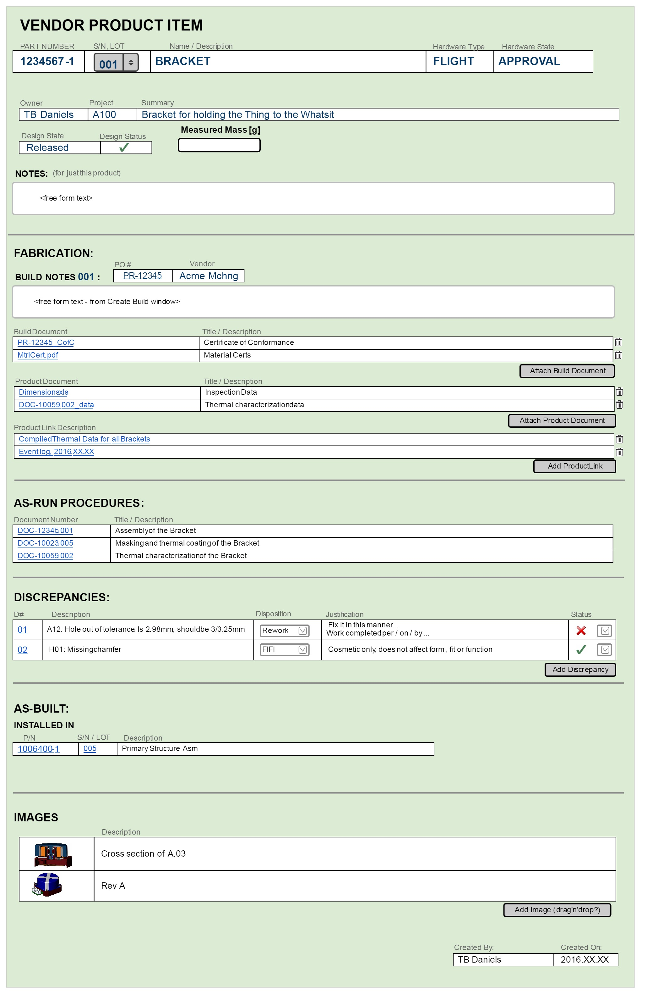 VENDOR PRODUCT ITEM
PART NUMBER S/N, LOT Name / Description Hardware Type Hardware State
1234567-1 001 BRACKET FLIGHT APPROVAL
Owner Project Summary
TB Daniels A100 Bracket for holding the Thing to the Whatsit
Measured Mass [g]
Design State Design Status
Released ✓
NOTES: (for just this product)
<free form text>
FABRICATION:
PO # Vendor
BUILD NOTES 001 : PR-12345 Acme Mchng
<free form text - from Create Build window>
Build Document Title / Description
PR-12345_CofC Certificate of Conformance
MtrlCert.pdf Material Certs
Attach Build Document
Product Document Title / Description
Dimensionsxls Inspection Data
DOC-10059.002_data Thermal characterizationdata
Attach Product Document
Product Link Description
Compiled Thermal Data for all Brackets
Event log, 2016.XX.XX
Add ProductLink
AS-RUN PROCEDURES:
Document Number Title / Description
DOC-12345.001 Assemblyof the Bracket
DOC-10023.005 Masking and thermal coating of the Bracket
DOC-10059.002 Thermal characterizationof the Bracket
DISCREPANCIES:
D# Description Disposition Justification Status
01 A12: Hole out of tolerance. Is 2.98mm, shouldbe 3/3.25mm Rework Fix it in this manner...
Work completed per / on / by ...
02 H01: Missingchamfer FIFI Cosmetic only, does not affect form, fit or function ✓
Add Discrepancy
AS-BUILT:
INSTALLED IN
P/N S/N / LOT Description
1006400-1 005 Primary Structure Asm
IMAGES
Description
Cross section of A.03
Rev A
Add Image (drag'n'drop?)
Created By: Created On:
TB Daniels 2016.XX.XX